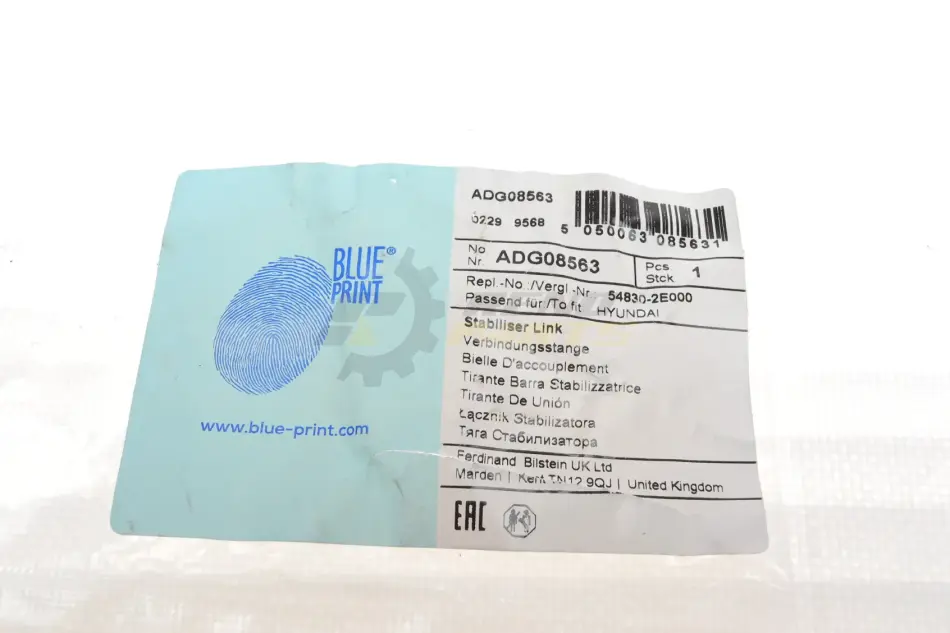 BLUE®
PRINT
www.blue-print.com
ADG08563
0229 9568
5 050063 085631
No
Nr. ADG08563
Pcs
Stck 1
Repl.-No./Vergl.-Nr. 54830-2E000
Passend für/To fit HYUNDAI
Stabiliser Link
Verbindungsstange
Bielle D'accouplement
Tirante Barra Stabilizzatrice
Tirante De Unión
Łącznik Stabilizatora
Тяга Стабилизатора
Ferdinand Bilstein UK Ltd
Marden | Kent TN12 9QJ | United Kingdom
EAC